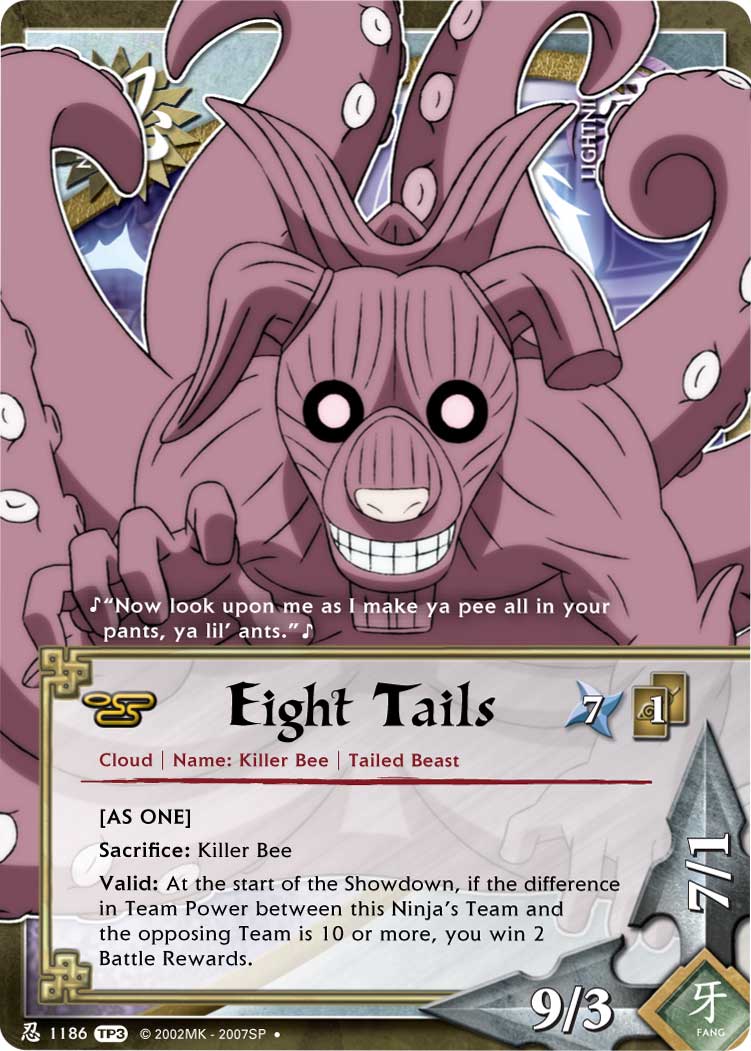 ♪“Now look upon me as I make ya pee all in your
pants, ya lil’ ants.”♪
Eight Tails
7
1
Cloud | Name: Killer Bee | Tailed Beast
[AS ONE]
Sacrifice: Killer Bee
Valid: At the start of the Showdown, if the difference
in Team Power between this Ninja’s Team and
the opposing Team is 10 or more, you win 2
Battle Rewards.
7/1
9/3
牙
FANG
忍 1186 TP3 © 2002MK - 2007SP •